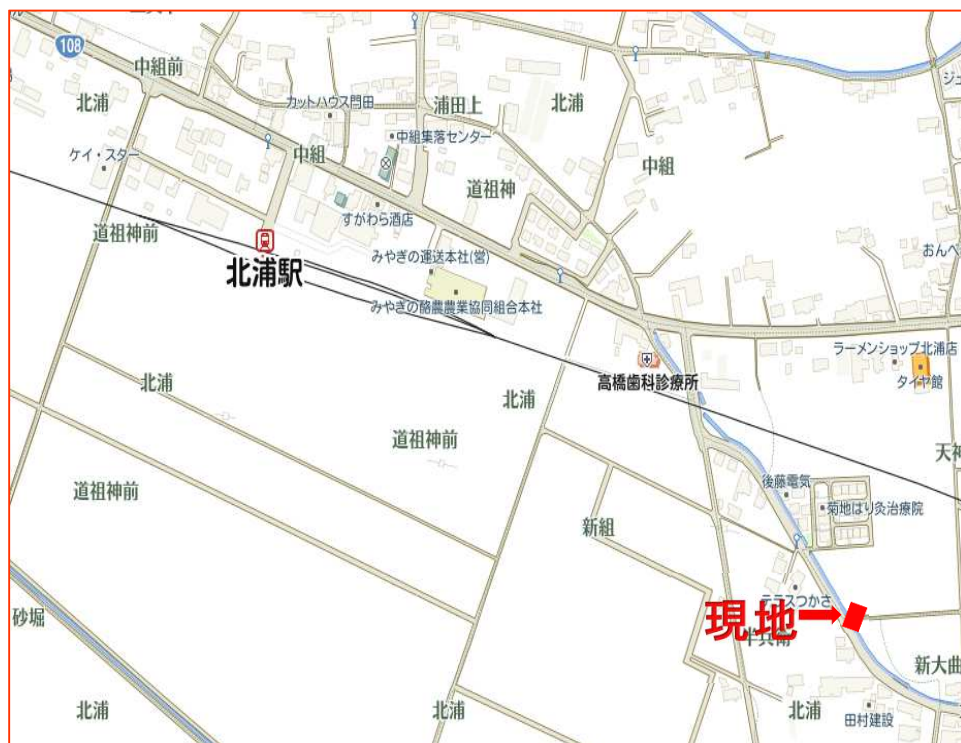 108
中組前
北浦
カットハウス門田
浦田上
北浦
中組集落センター
中組
中組
ケイ・スター
道祖神
すがわら酒店
道祖神前
北浦駅
みやぎの運送本社(営)
みやぎの酪農農業協同組合本社
おんべ
ラーメンショップ北浦店
高橋歯科診療所
タイヤ館
北浦
北浦
道祖神前
天神
後藤電気
道祖神前
菊地はり灸治療院
新組
テラスつかさ
現地
砂堀
半兵衛
新大曲
北浦
北浦
北浦
田村建設